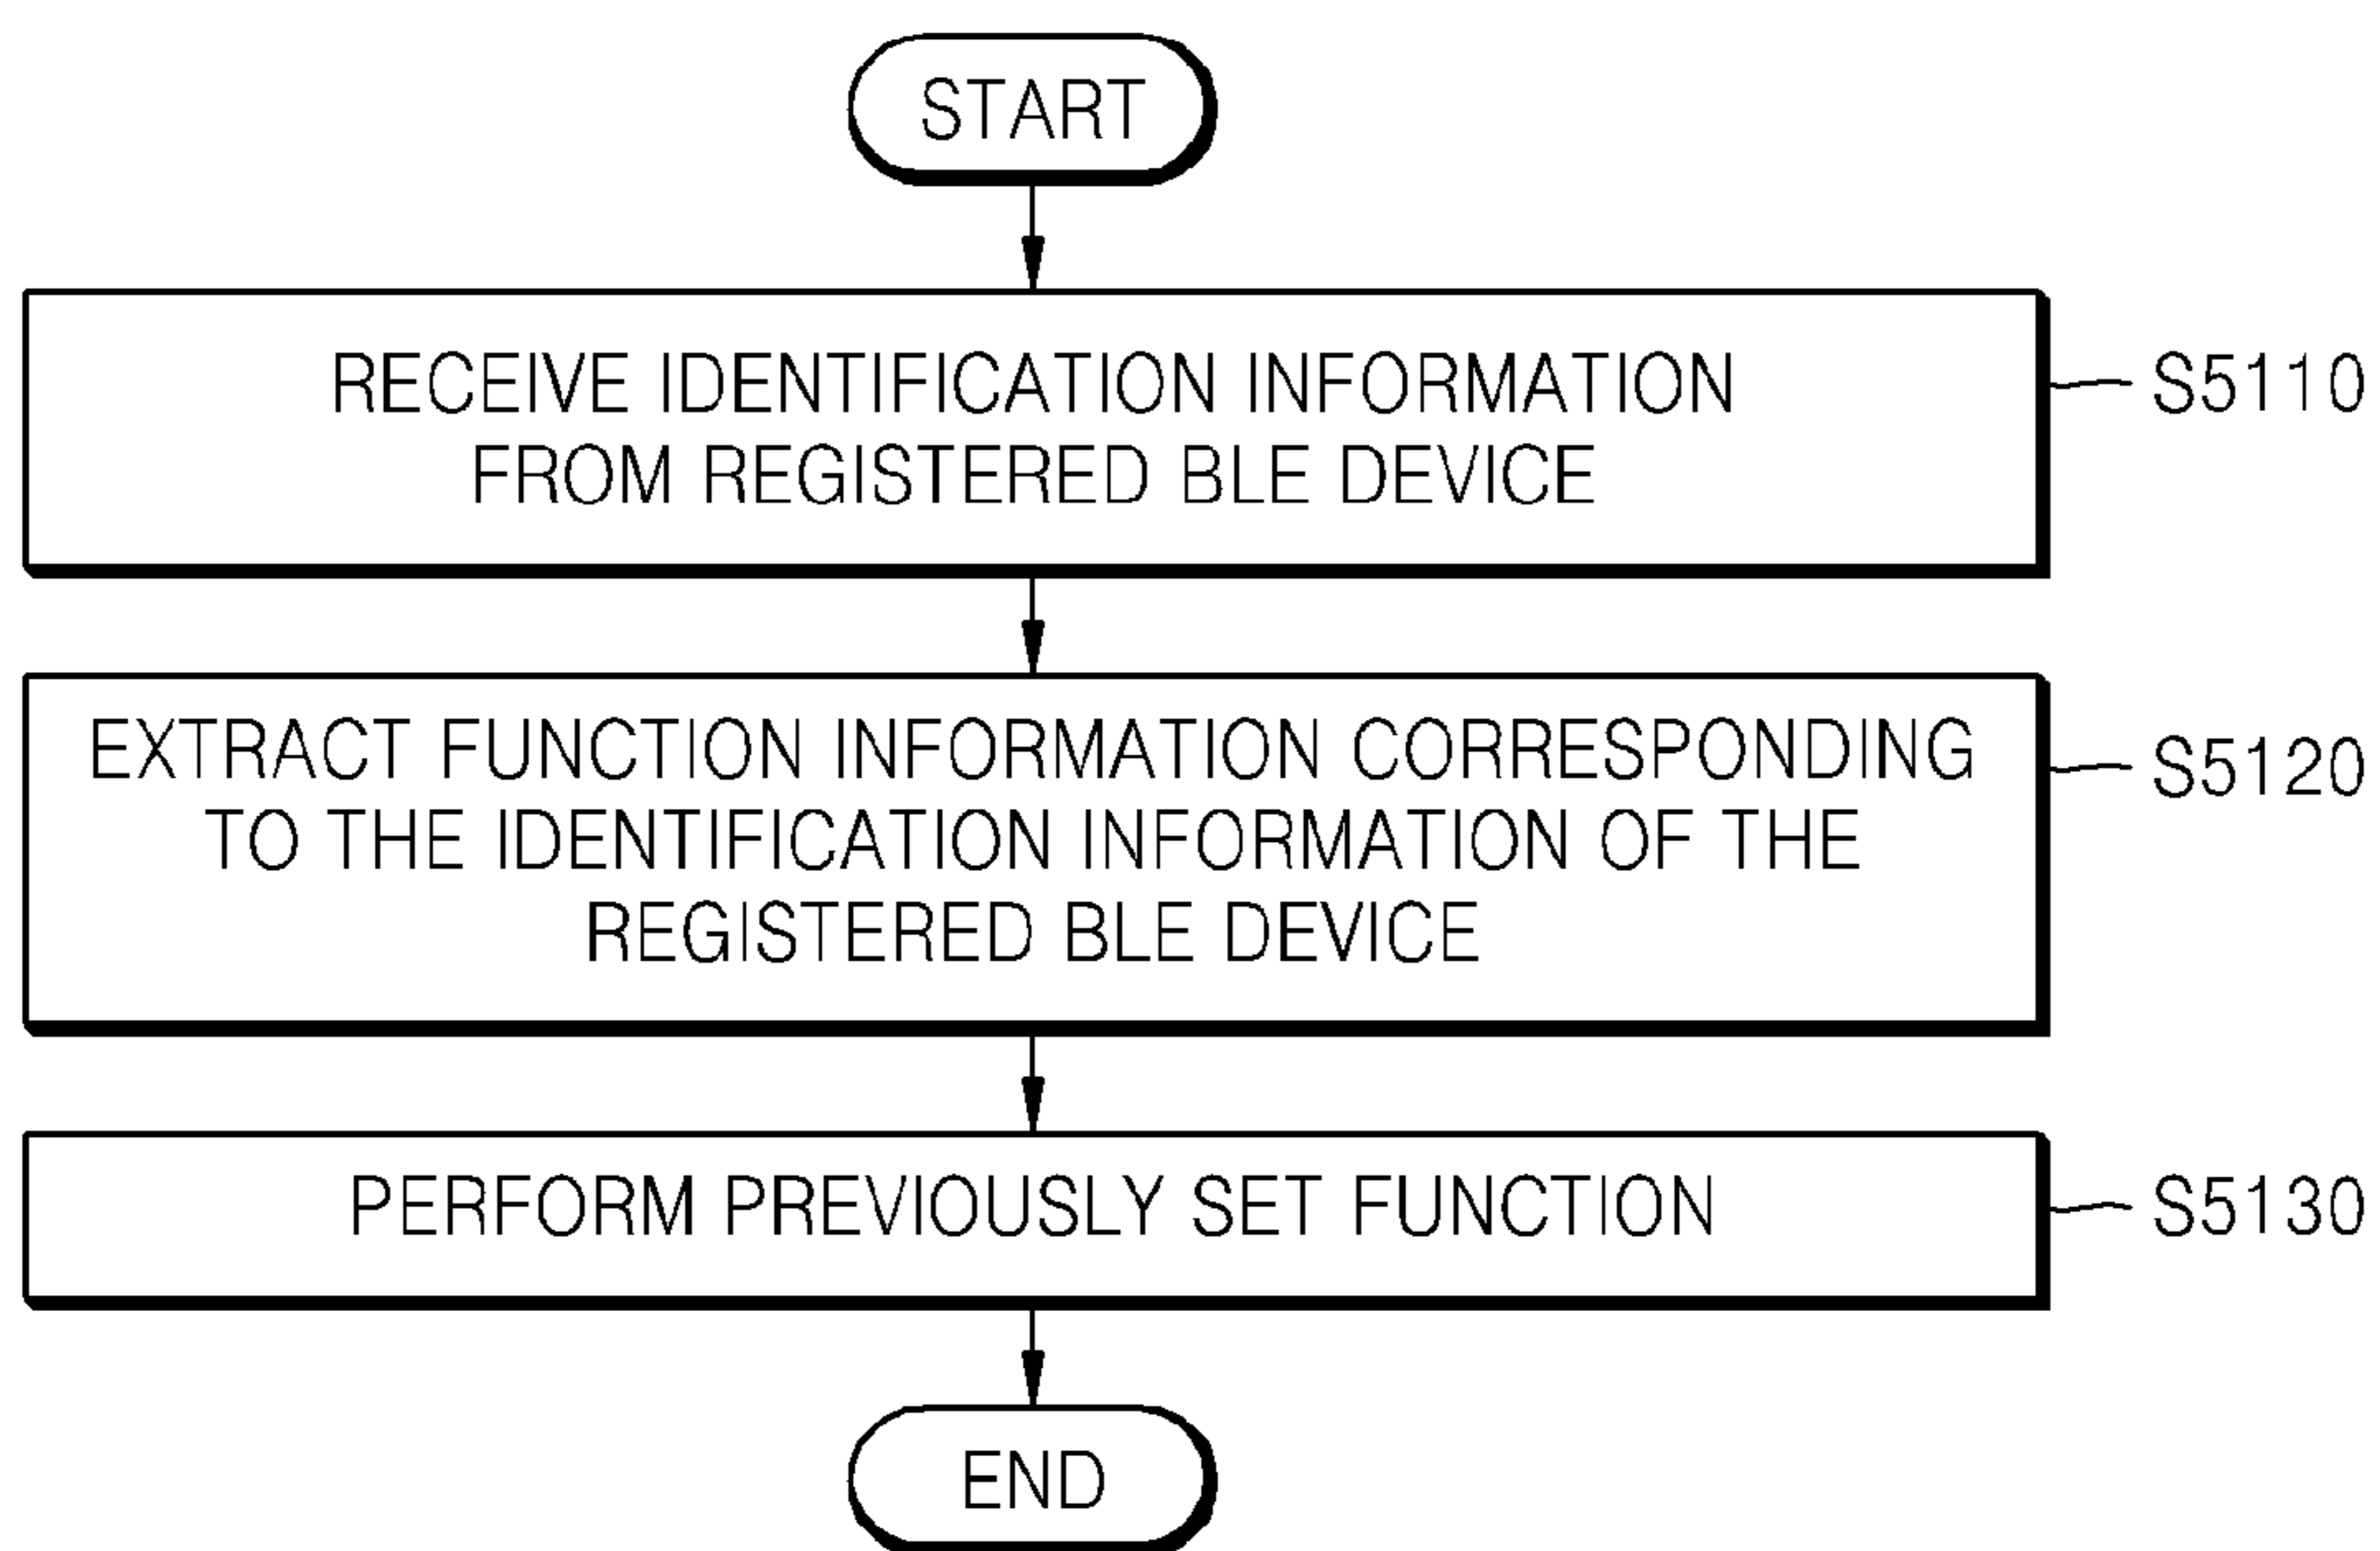 START
RECEIVE IDENTIFICATION INFORMATION
FROM REGISTERED BLE DEVICE
S5110
EXTRACT FUNCTION INFORMATION CORRESPONDING
TO THE IDENTIFICATION INFORMATION OF THE
REGISTERED BLE DEVICE
S5120
PERFORM PREVIOUSLY SET FUNCTION
S5130
END